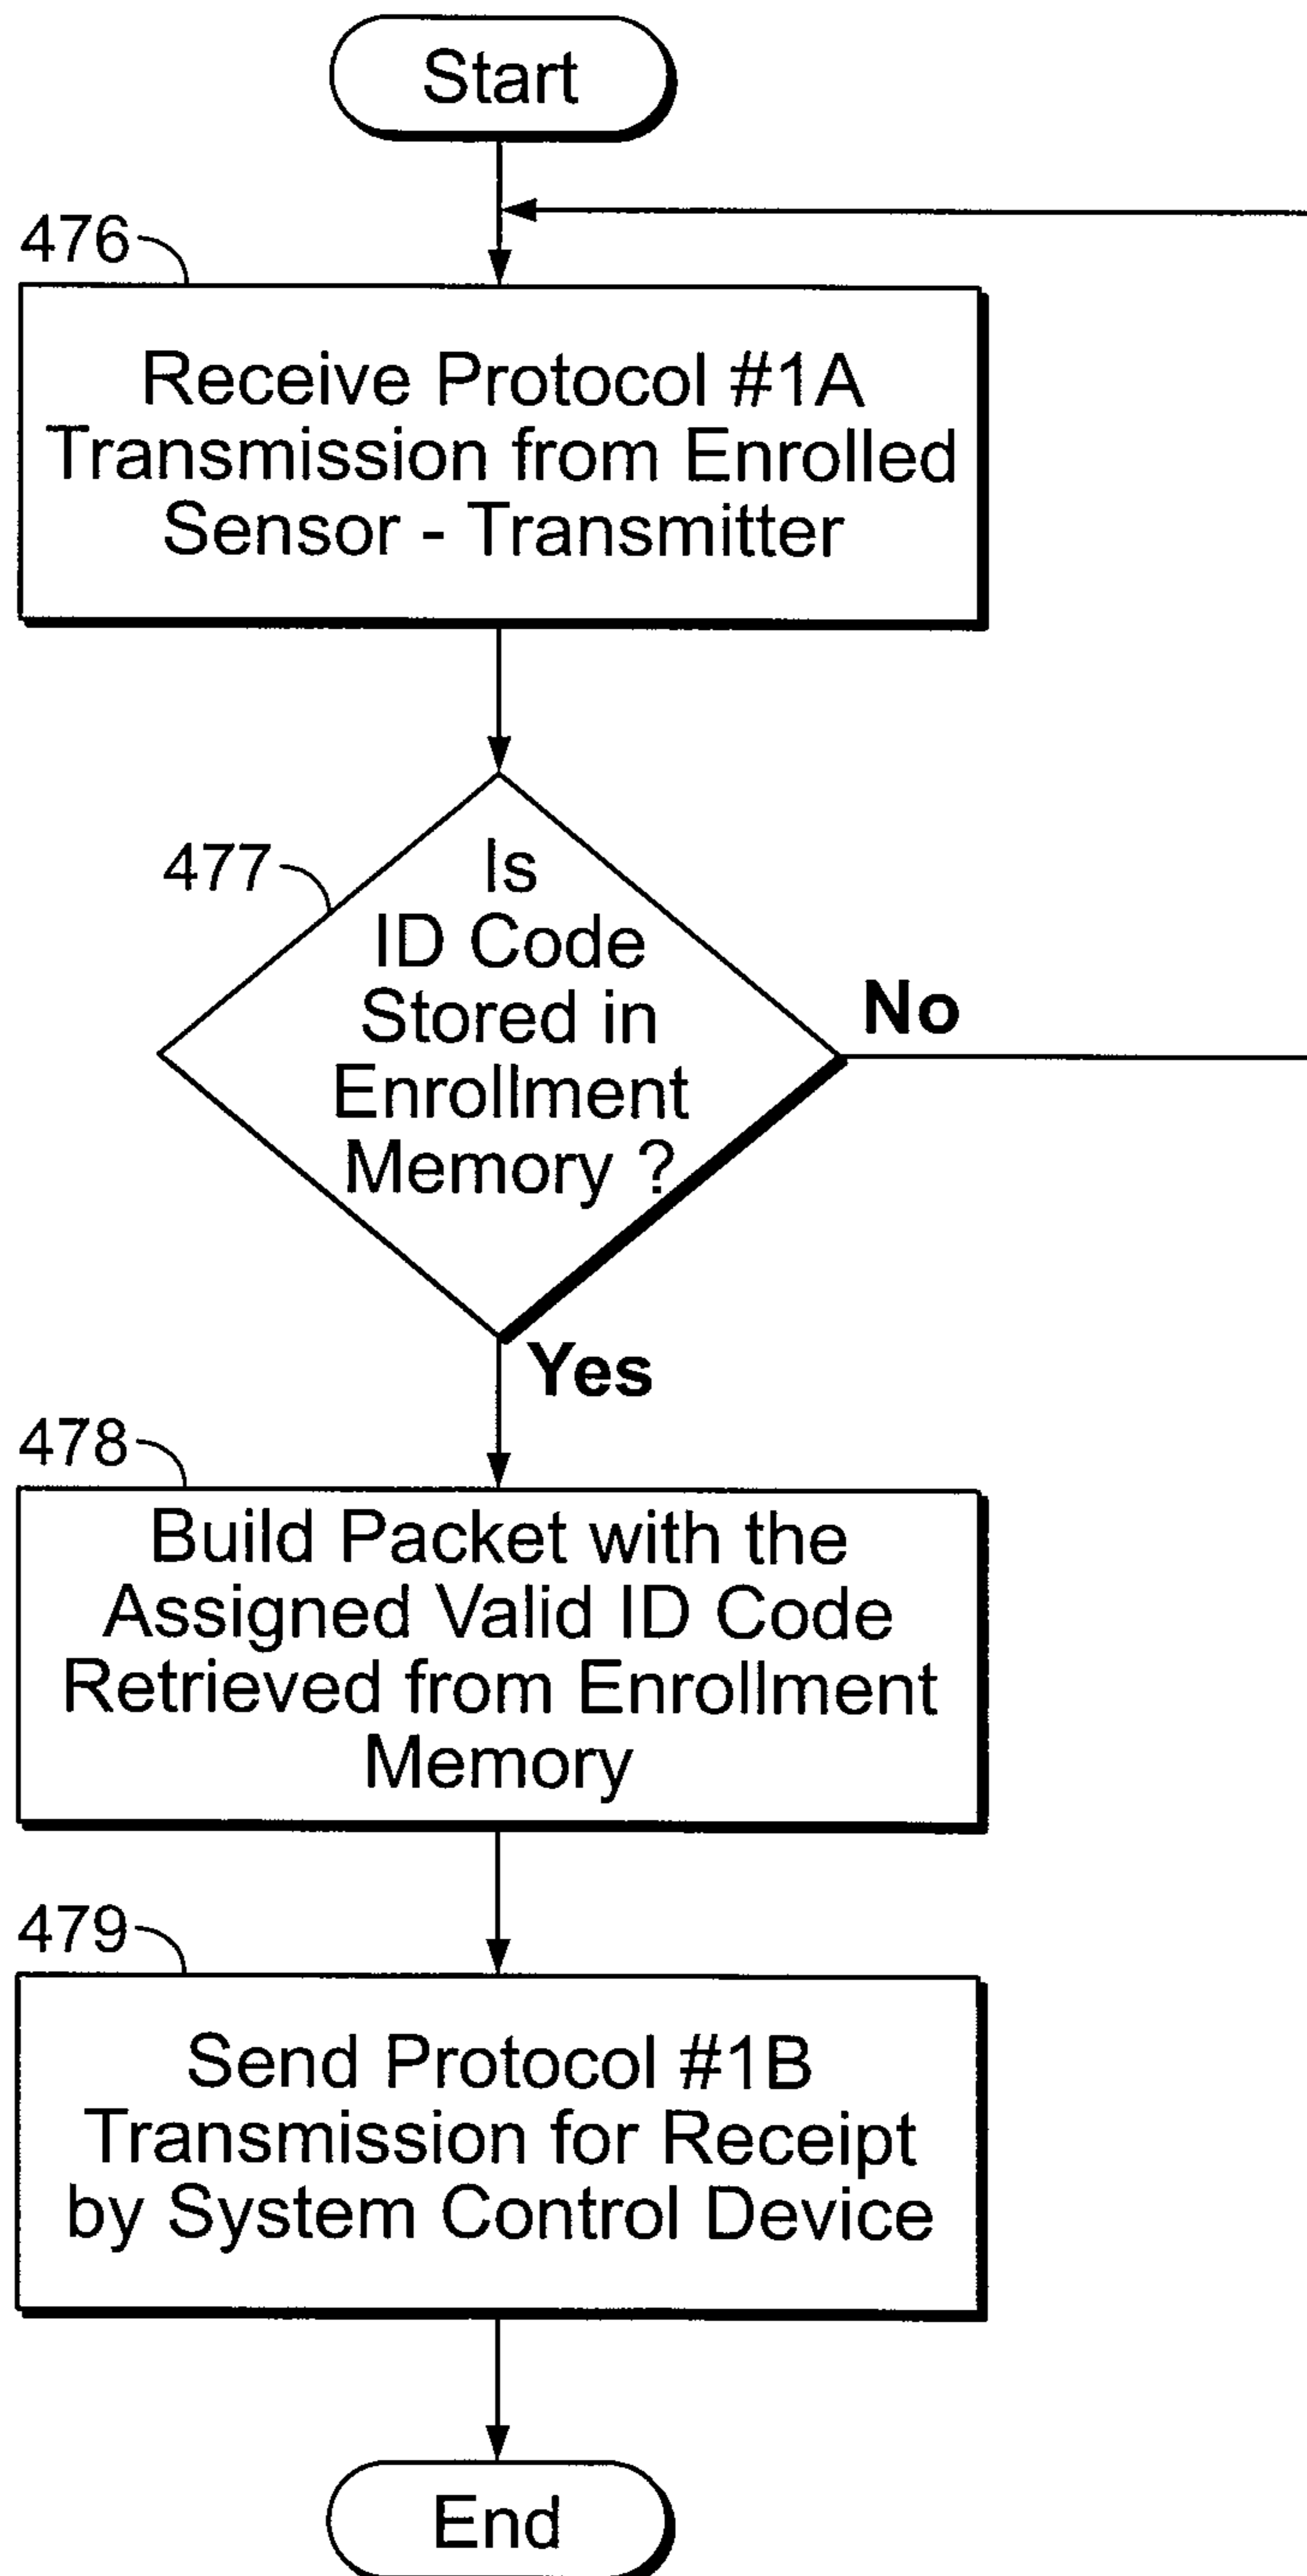 Start
476
Receive Protocol #1A
Transmission from Enrolled
Sensor - Transmitter
477
Is
ID Code
Stored in
Enrollment
Memory ?
No
Yes
478
Build Packet with the
Assigned Valid ID Code
Retrieved from Enrollment
Memory
479
Send Protocol #1B
Transmission for Receipt
by System Control Device
End